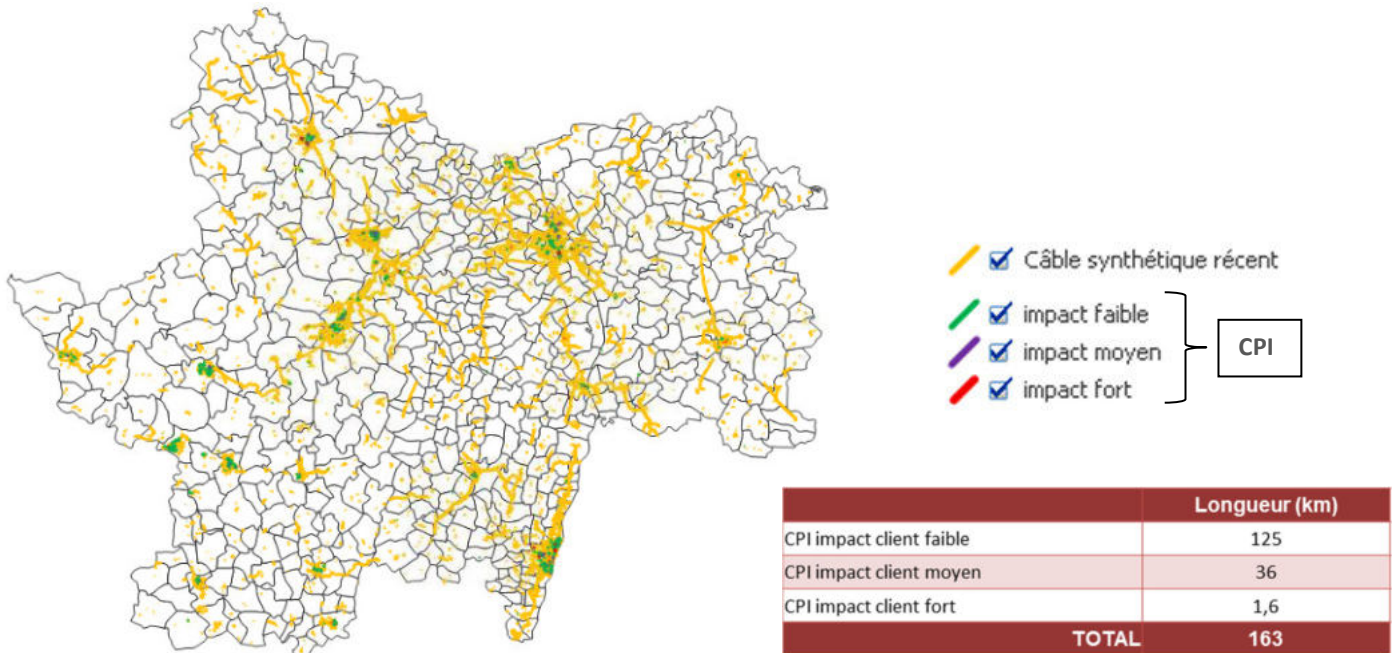 Câble synthétique récent
impact faible
impact moyen
impact fort
CPI
Longueur (km)
CPI impact client faible 125
CPI impact client moyen 36
CPI impact client fort 1,6
TOTAL 163